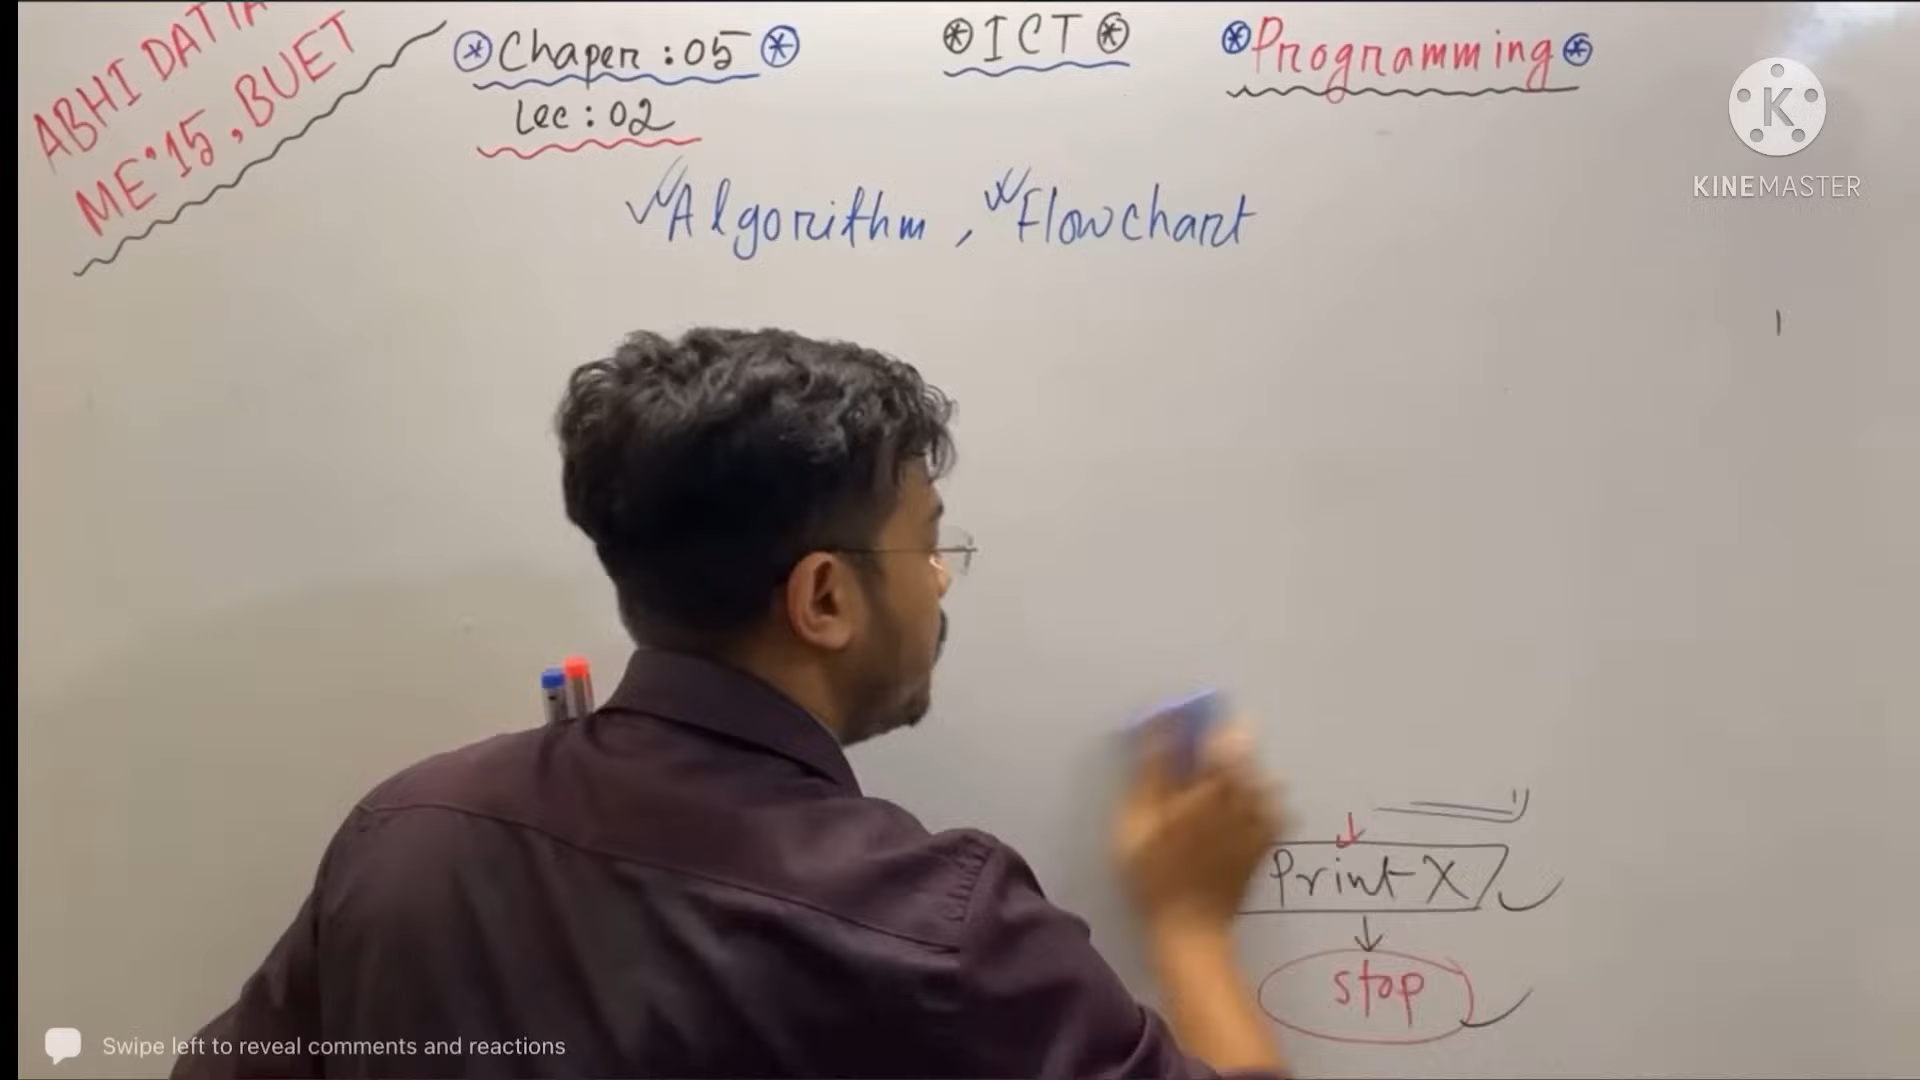 ABHI DATTA
ME'15, BUET
Chaper : 05
Lec : 02
ICT
Programming
KINEMASTER
Algorithm, Flowchart
Print X
stop
Swipe left to reveal comments and reactions